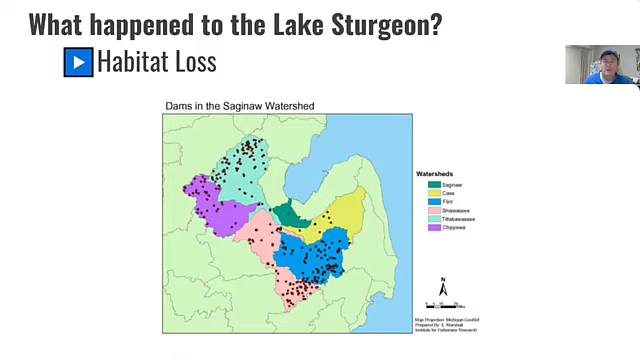 What happened to the Lake Sturgeon?
Habitat Loss
Dams in the Saginaw Watershed
Watersheds
Saginaw
Cass
Flint
Shiawassee
Tittabawassee
Chippewa
N
Map Projection: Michigan GeoRef
Prepared By: E. Marshall
Institute for Fisheries Research